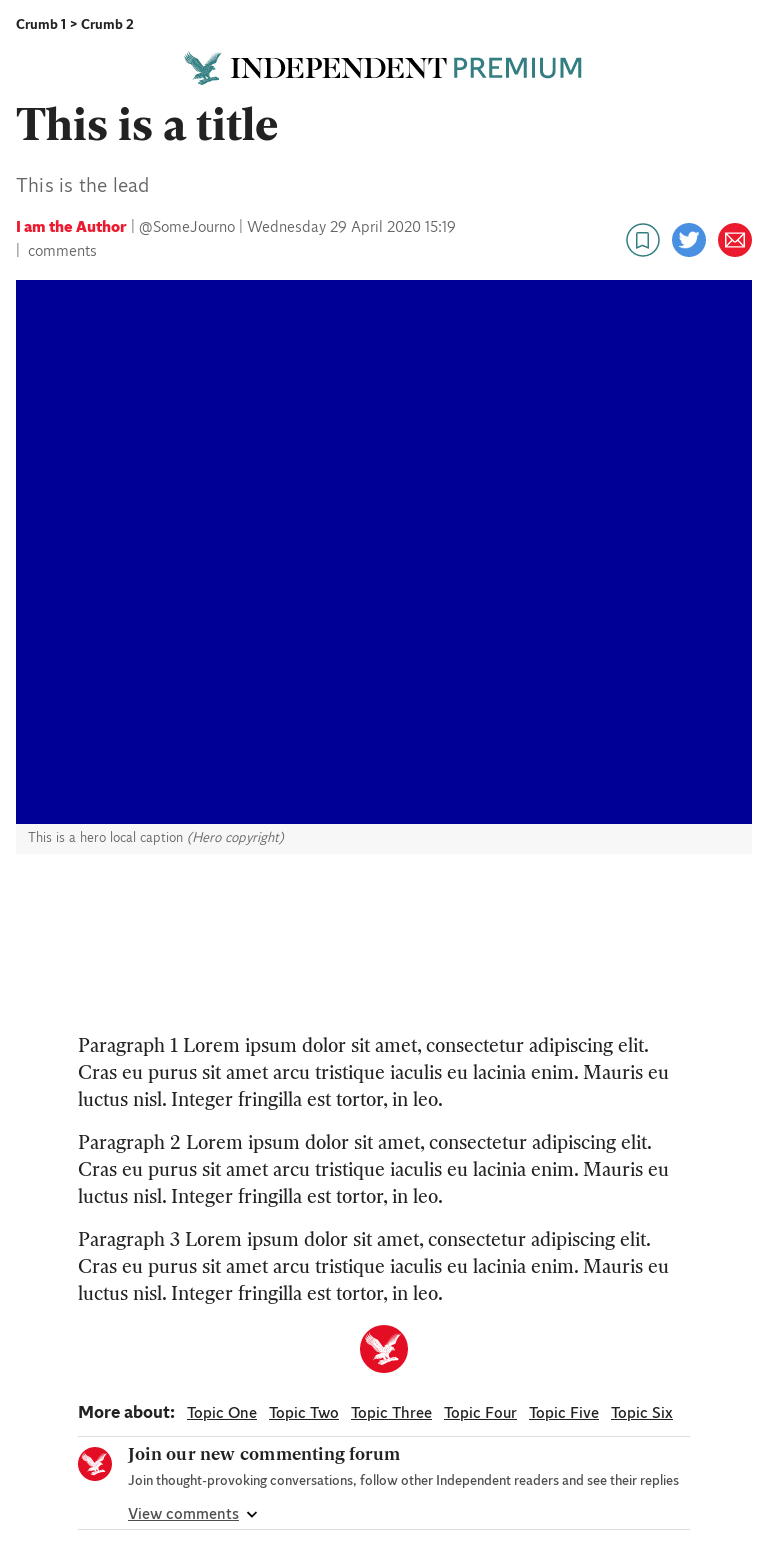 Crumb 1 > Crumb 2
INDEPENDENT PREMIUM
This is a title
This is the lead
I am the Author | @SomeJourno | Wednesday 29 April 2020 15:19
| comments
This is a hero local caption (Hero copyright)
Paragraph 1 Lorem ipsum dolor sit amet, consectetur adipiscing elit.
Cras eu purus sit amet arcu tristique iaculis eu lacinia enim. Mauris eu
luctus nisl. Integer fringilla est tortor, in leo.
Paragraph 2 Lorem ipsum dolor sit amet, consectetur adipiscing elit.
Cras eu purus sit amet arcu tristique iaculis eu lacinia enim. Mauris eu
luctus nisl. Integer fringilla est tortor, in leo.
Paragraph 3 Lorem ipsum dolor sit amet, consectetur adipiscing elit.
Cras eu purus sit amet arcu tristique iaculis eu lacinia enim. Mauris eu
luctus nisl. Integer fringilla est tortor, in leo.
More about: Topic One Topic Two Topic Three Topic Four Topic Five Topic Six
Join our new commenting forum
Join thought-provoking conversations, follow other Independent readers and see their replies
View comments